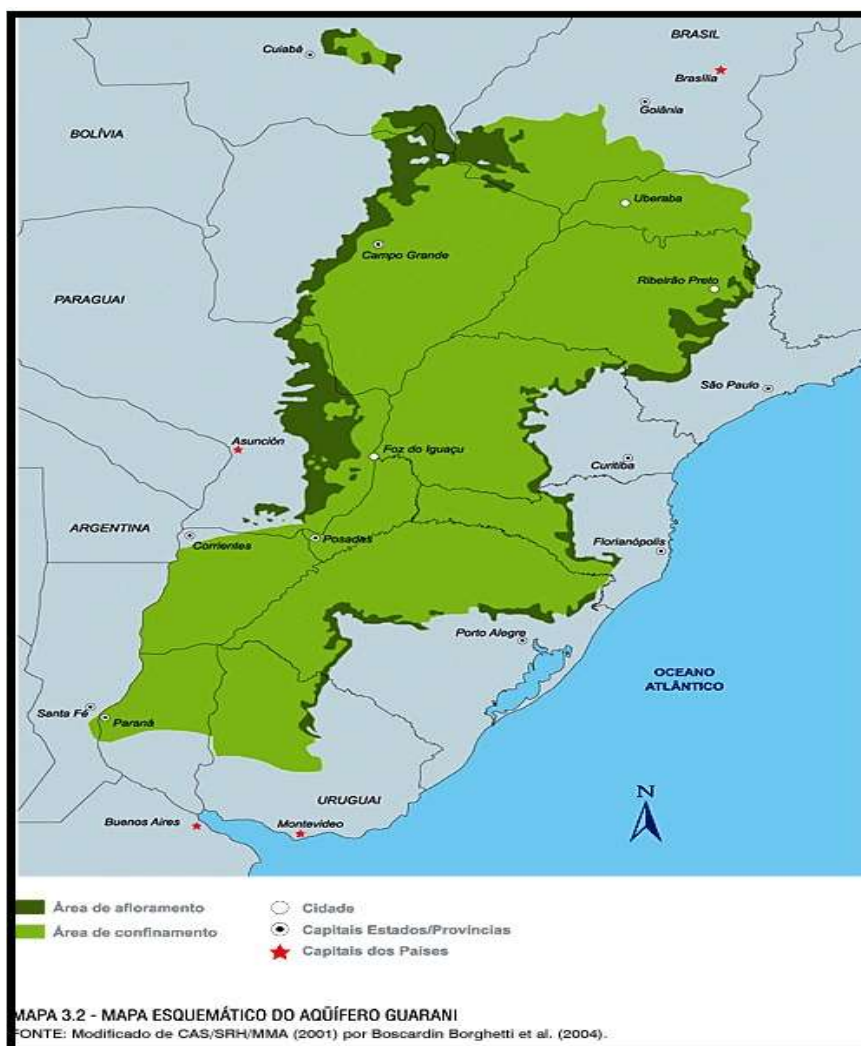 BRASIL
Cuiabá
Brasília
Goiânia
BOLÍVIA
Uberaba
Campo Grande
Ribeirão Preto
PARAGUAI
São Paulo
Asunción
Foz do Iguaçu
Curitiba
ARGENTINA
Corrientes
Posadas
Florianópolis
Porto Alegre
OCEANO
ATLÂNTICO
Santa Fé
Paraná
URUGUAI
N
Buenos Aires
Montevideo
Área de afloramento
Cidade
Área de confinamento
Capitais Estados/Províncias
Capitais dos Países
MAPA 3.2 - MAPA ESQUEMÁTICO DO AQÜÍFERO GUARANI
FONTE: Modificado de CAS/SRH/MMA (2001) por Boscardin Borghetti et al. (2004).